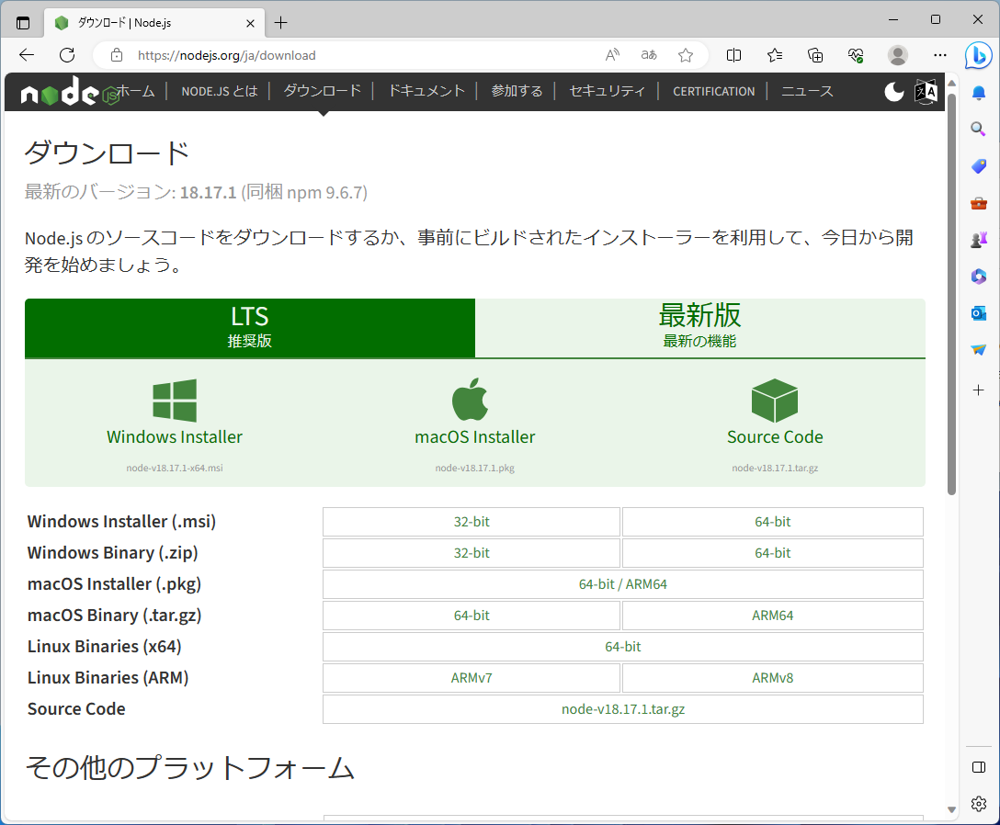 ダウンロード | Node.js
https://nodejs.org/ja/download
node JS ホーム | NODE.JS とは | ダウンロード | ドキュメント | 参加する | セキュリティ | CERTIFICATION | ニュース
ダウンロード
最新のバージョン: 18.17.1 (同梱 npm 9.6.7)
Node.js のソースコードをダウンロードするか、事前にビルドされたインストーラーを利用して、今日から開
発を始めましょう。
LTS
推奨版
最新版
最新の機能
Windows Installer
node-v18.17.1-x64.msi
macOS Installer
node-v18.17.1.pkg
Source Code
node-v18.17.1.tar.gz
Windows Installer (.msi) 32-bit 64-bit
Windows Binary (.zip) 32-bit 64-bit
macOS Installer (.pkg) 64-bit / ARM64
macOS Binary (.tar.gz) 64-bit ARM64
Linux Binaries (x64) 64-bit
Linux Binaries (ARM) ARMv7 ARMv8
Source Code node-v18.17.1.tar.gz
その他のプラットフォーム